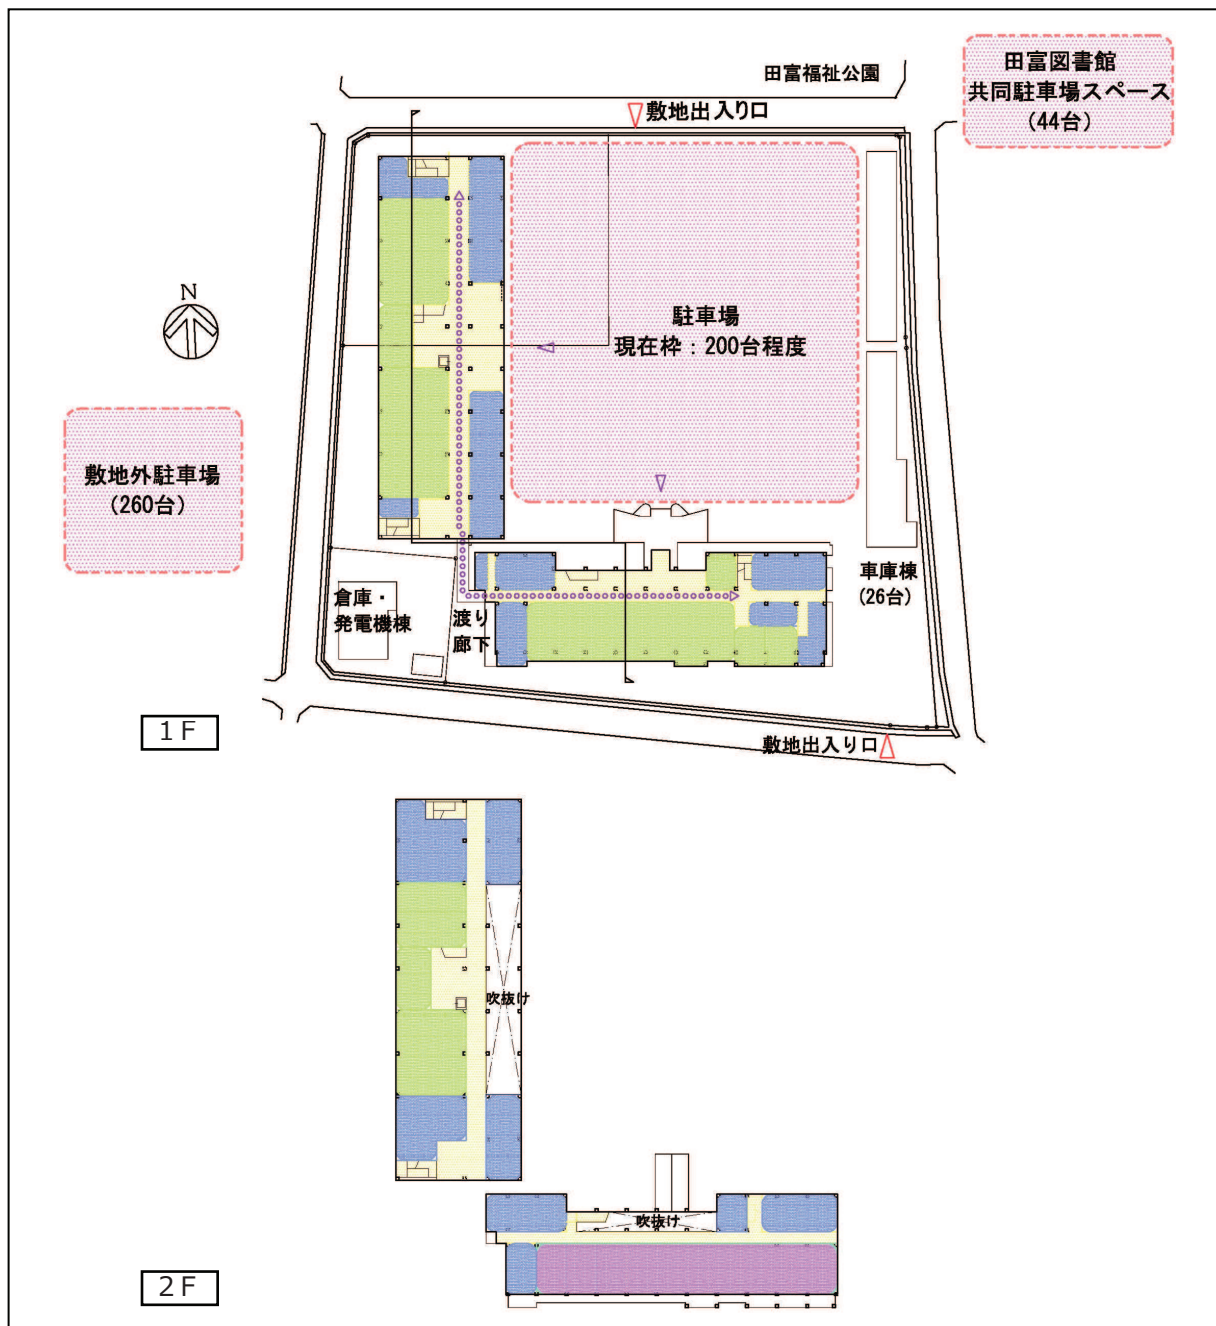 田富図書館
共同駐車場スペース
(44台)
田富福祉公園
敷地出入り口
N
駐車場
現在枠：200台程度
敷地外駐車場
(260台)
車庫棟
(26台)
倉庫・
発電機棟
渡り
廊下
1F
敷地出入り口
吹抜け
吹抜け
2F